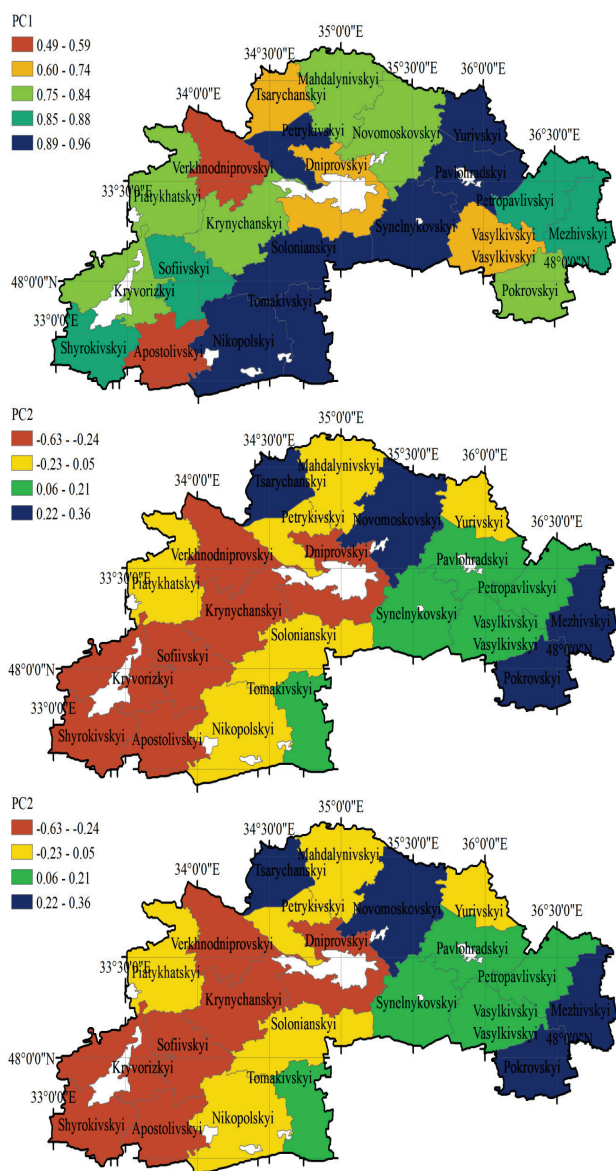 PC1
0.49 - 0.59
0.60 - 0.74
0.75 - 0.84
0.85 - 0.88
0.89 - 0.96
35°0'0"E
34°30'0"E
35°30'0"E
36°0'0"E
34°0'0"E
36°30'0"E
33°30'0"E
48°0'0"N
48°0'0"N
33°0'0"E
Mahdalynivskyi
Tsarychanskyi
Petrykivskyi
Novomoskovskyi
Yurivskyi
Verkhnodniprovskyi
Dniprovskyi
Pavlohradskyi
Piatykhatskyi
Petropavlivskyi
Krynychanskyi
Synelnykovskyi
Vasylkivskyi
Mezhivskyi
Solonianskyi
Vasylkivskyi
Sofiivskyi
Pokrovskyi
Kryvorizkyi
Tomakivskyi
Nikopolskyi
Shyrokivskyi
Apostolivskyi
PC2
-0.63 - -0.24
-0.23 - 0.05
0.06 - 0.21
0.22 - 0.36
35°0'0"E
34°30'0"E
35°30'0"E
36°0'0"E
34°0'0"E
36°30'0"E
33°30'0"E
48°0'0"N
48°0'0"N
33°0'0"E
Mahdalynivskyi
Tsarychanskyi
Petrykivskyi
Novomoskovskyi
Yurivskyi
Verkhnodniprovskyi
Dniprovskyi
Pavlohradskyi
Piatykhatskyi
Petropavlivskyi
Krynychanskyi
Synelnykovskyi
Vasylkivskyi
Mezhivskyi
Solonianskyi
Vasylkivskyi
Sofiivskyi
Pokrovskyi
Kryvorizkyi
Tomakivskyi
Nikopolskyi
Shyrokivskyi
Apostolivskyi
PC2
-0.63 - -0.24
-0.23 - 0.05
0.06 - 0.21
0.22 - 0.36
35°0'0"E
34°30'0"E
35°30'0"E
36°0'0"E
34°0'0"E
36°30'0"E
33°30'0"E
48°0'0"N
48°0'0"N
33°0'0"E
Mahdalynivskyi
Tsarychanskyi
Petrykivskyi
Novomoskovskyi
Yurivskyi
Verkhnodniprovskyi
Dniprovskyi
Pavlohradskyi
Piatykhatskyi
Petropavlivskyi
Krynychanskyi
Synelnykovskyi
Vasylkivskyi
Mezhivskyi
Solonianskyi
Vasylkivskyi
Sofiivskyi
Pokrovskyi
Kryvorizkyi
Tomakivskyi
Nikopolskyi
Shyrokivskyi
Apostolivskyi